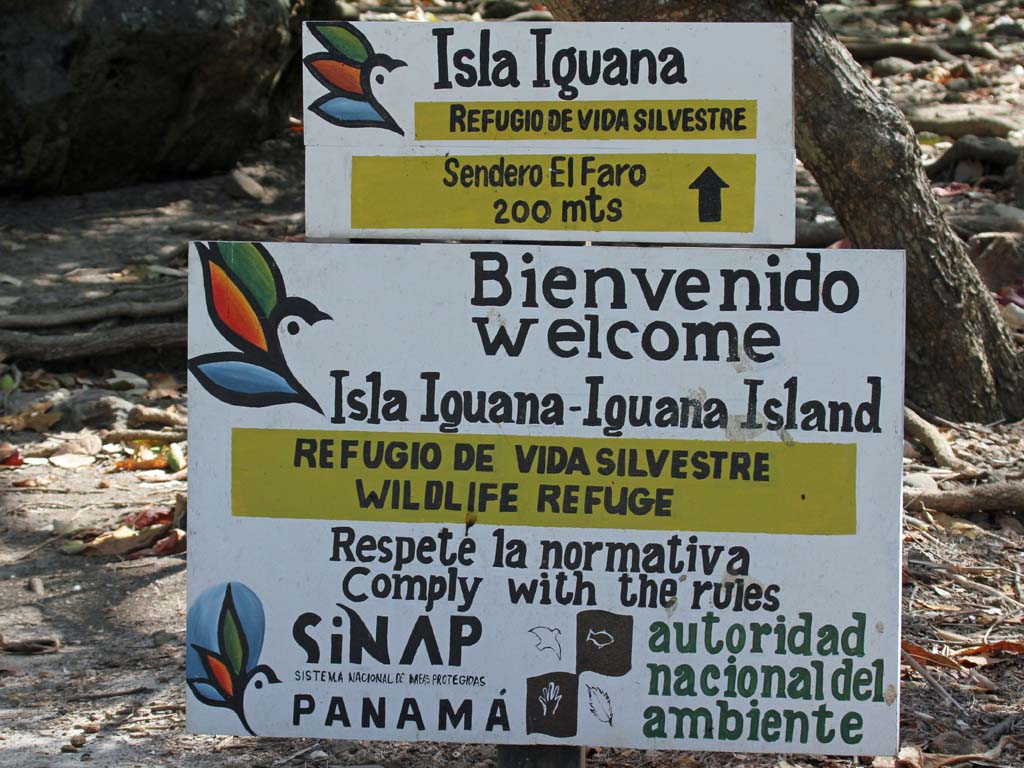 Isla Iguana
REFUGIO DE VIDA SILVESTRE
Sendero El Faro
200 mts
Bienvenido
welcome
Isla Iguana-Iguana Island
REFUGIO DE VIDA SILVESTRE
WILDLIFE REFUGE
Respete la normativa
Comply with the rules
SiNAP
SISTEMA NACIONAL DE AREAS PROTEGIDAS
PANAMÁ
autoridad
nacional del
ambiente